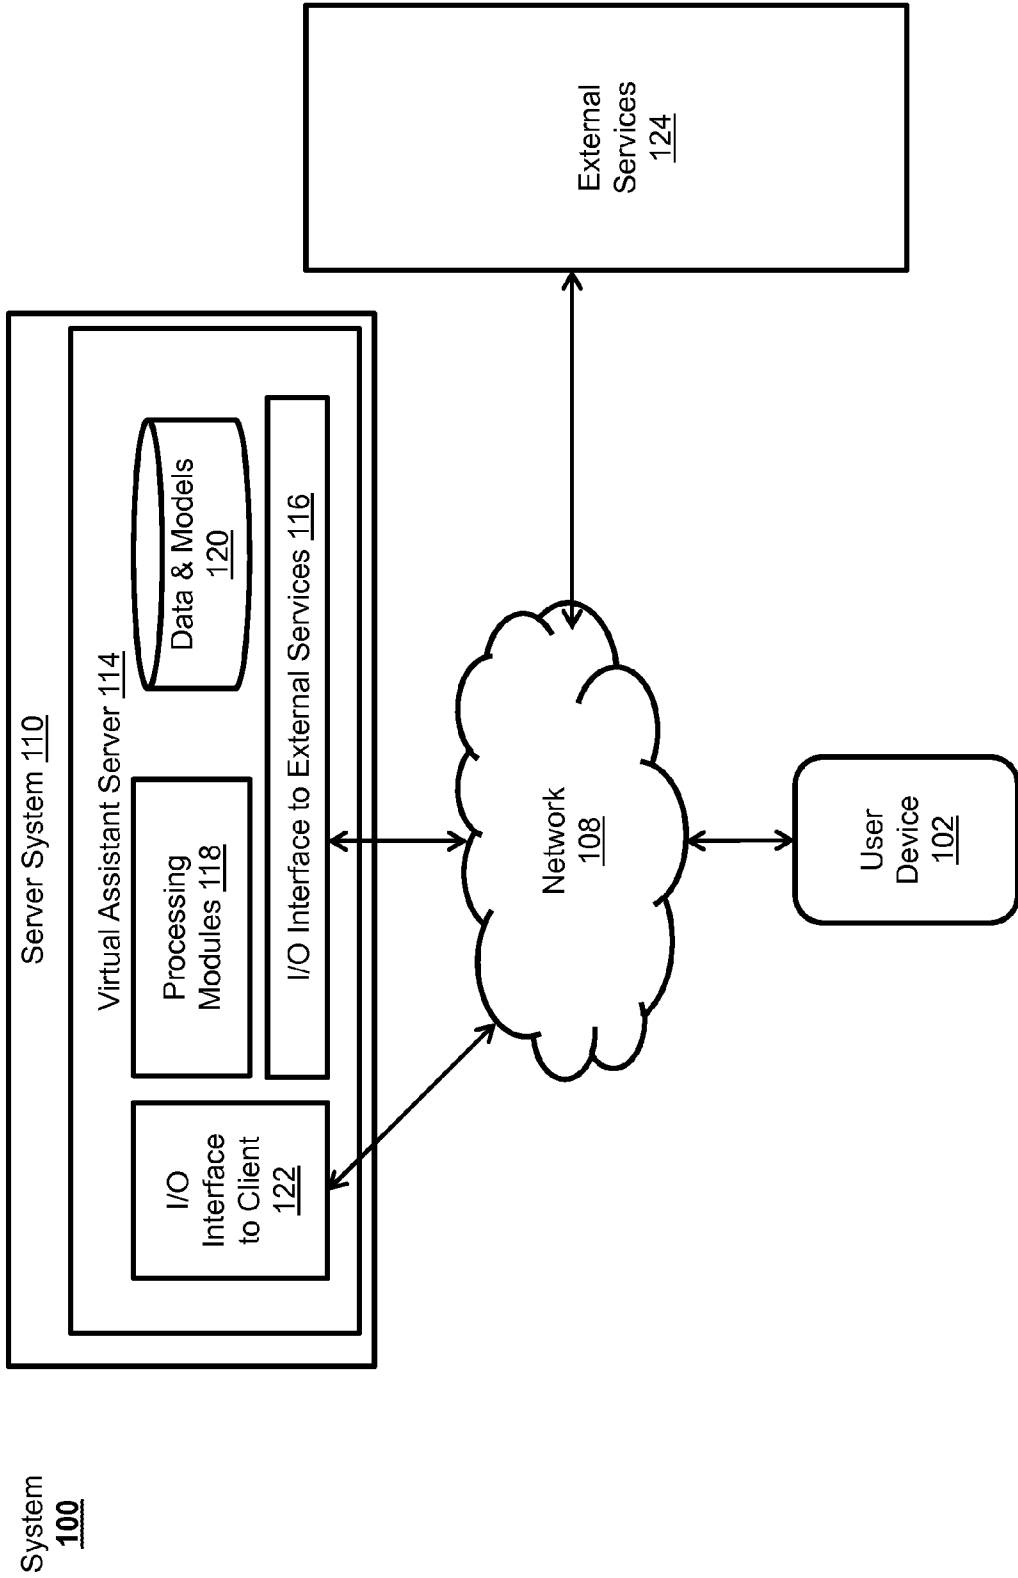 System
100
Server System 110
Virtual Assistant Server 114
I/O
Interface
to Client
122
Processing
Modules 118
Data & Models
120
I/O Interface to External Services 116
Network
108
External
Services
124
User
Device
102